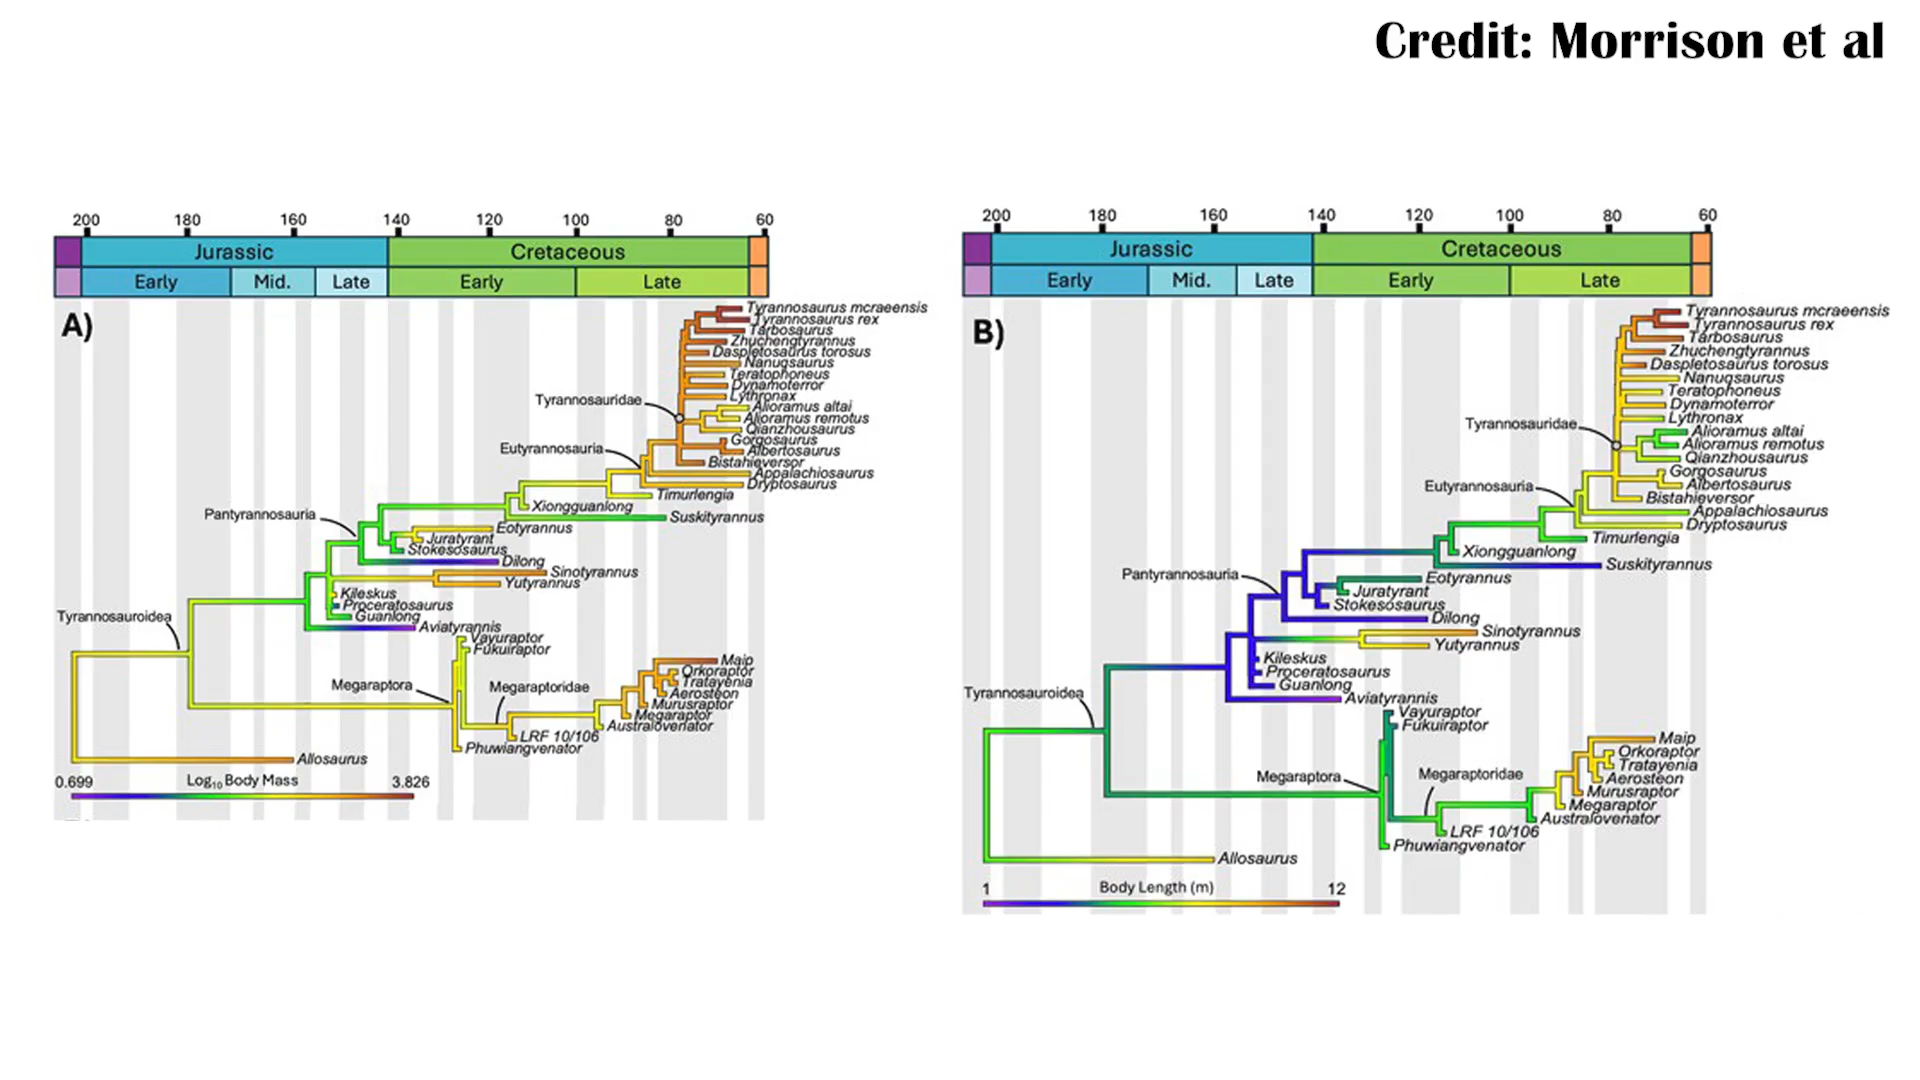 Credit: Morrison et al
200 180 160 140 120 100 80 60
Jurassic Cretaceous
Early Mid. Late Early Late
A)
Tyrannosaurus mcraeensis
Tyrannosaurus rex
Tarbosaurus
Zhuchengtyrannus
Daspletosaurus torosus
Nanuqsaurus
Teratophoneus
Dynamoterror
Lythronax
Tyrannosauridae
Alioramus altai
Alioramus remotus
Qianzhousaurus
Gorgosaurus
Albertosaurus
Eutyrannosauria
Bistahieversor
Appalachiosaurus
Dryptosaurus
Timurlengia
Xiongguanlong
Pantyrannosauria
Suskityrannus
Eotyrannus
Juratyrant
Stokesosaurus
Dilong
Sinotyrannus
Yutyrannus
Kileskus
Proceratosaurus
Guanlong
Tyrannosauroidea
Aviatyrannis
Vayuraptor
Fukuiraptor
Maip
Orkoraptor
Tratayenia
Megaraptora
Megaraptoridae
Aerosteon
Murusraptor
Megaraptor
Australovenator
LRF 10/106
Phuwiangvenator
Allosaurus
0.699 Log10 Body Mass 3.826
200 180 160 140 120 100 80 60
Jurassic Cretaceous
Early Mid. Late Early Late
B)
Tyrannosaurus mcraeensis
Tyrannosaurus rex
Tarbosaurus
Zhuchengtyrannus
Daspletosaurus torosus
Nanuqsaurus
Teratophoneus
Dynamoterror
Lythronax
Tyrannosauridae
Alioramus altai
Alioramus remotus
Qianzhousaurus
Gorgosaurus
Albertosaurus
Eutyrannosauria
Bistahieversor
Appalachiosaurus
Dryptosaurus
Timurlengia
Xiongguanlong
Suskityrannus
Pantyrannosauria
Eotyrannus
Juratyrant
Stokesosaurus
Dilong
Sinotyrannus
Yutyrannus
Kileskus
Proceratosaurus
Guanlong
Tyrannosauroidea
Aviatyrannis
Vayuraptor
Fukuiraptor
Maip
Orkoraptor
Tratayenia
Megaraptora
Megaraptoridae
Aerosteon
Murusraptor
Megaraptor
Australovenator
LRF 10/106
Phuwiangvenator
Allosaurus
1 Body Length (m) 12